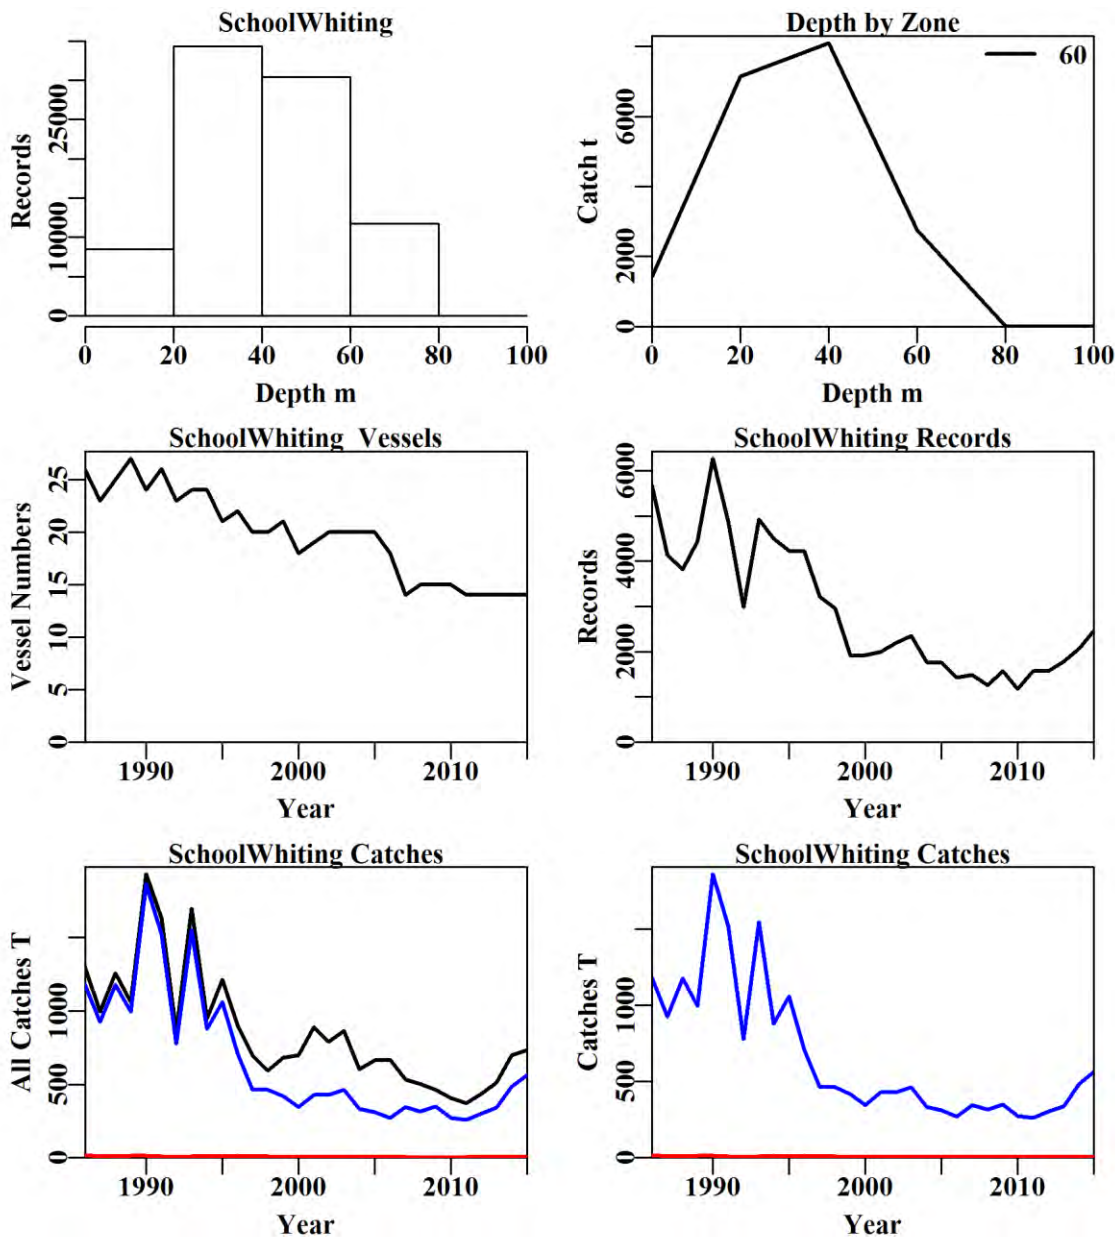 SchoolWhiting
Records
0
10000
25000
0 20 40 60 80 100
Depth m
Depth by Zone
60
Catch t
0
2000
6000
0 20 40 60 80 100
Depth m
SchoolWhiting Vessels
Vessel Numbers
0
5
10
15
20
25
1990 2000 2010
Year
SchoolWhiting Records
Records
0
2000
4000
6000
1990 2000 2010
Year
SchoolWhiting Catches
All Catches T
0
500
1000
1990 2000 2010
Year
SchoolWhiting Catches
Catches T
0
500
1000
1990 2000 2010
Year